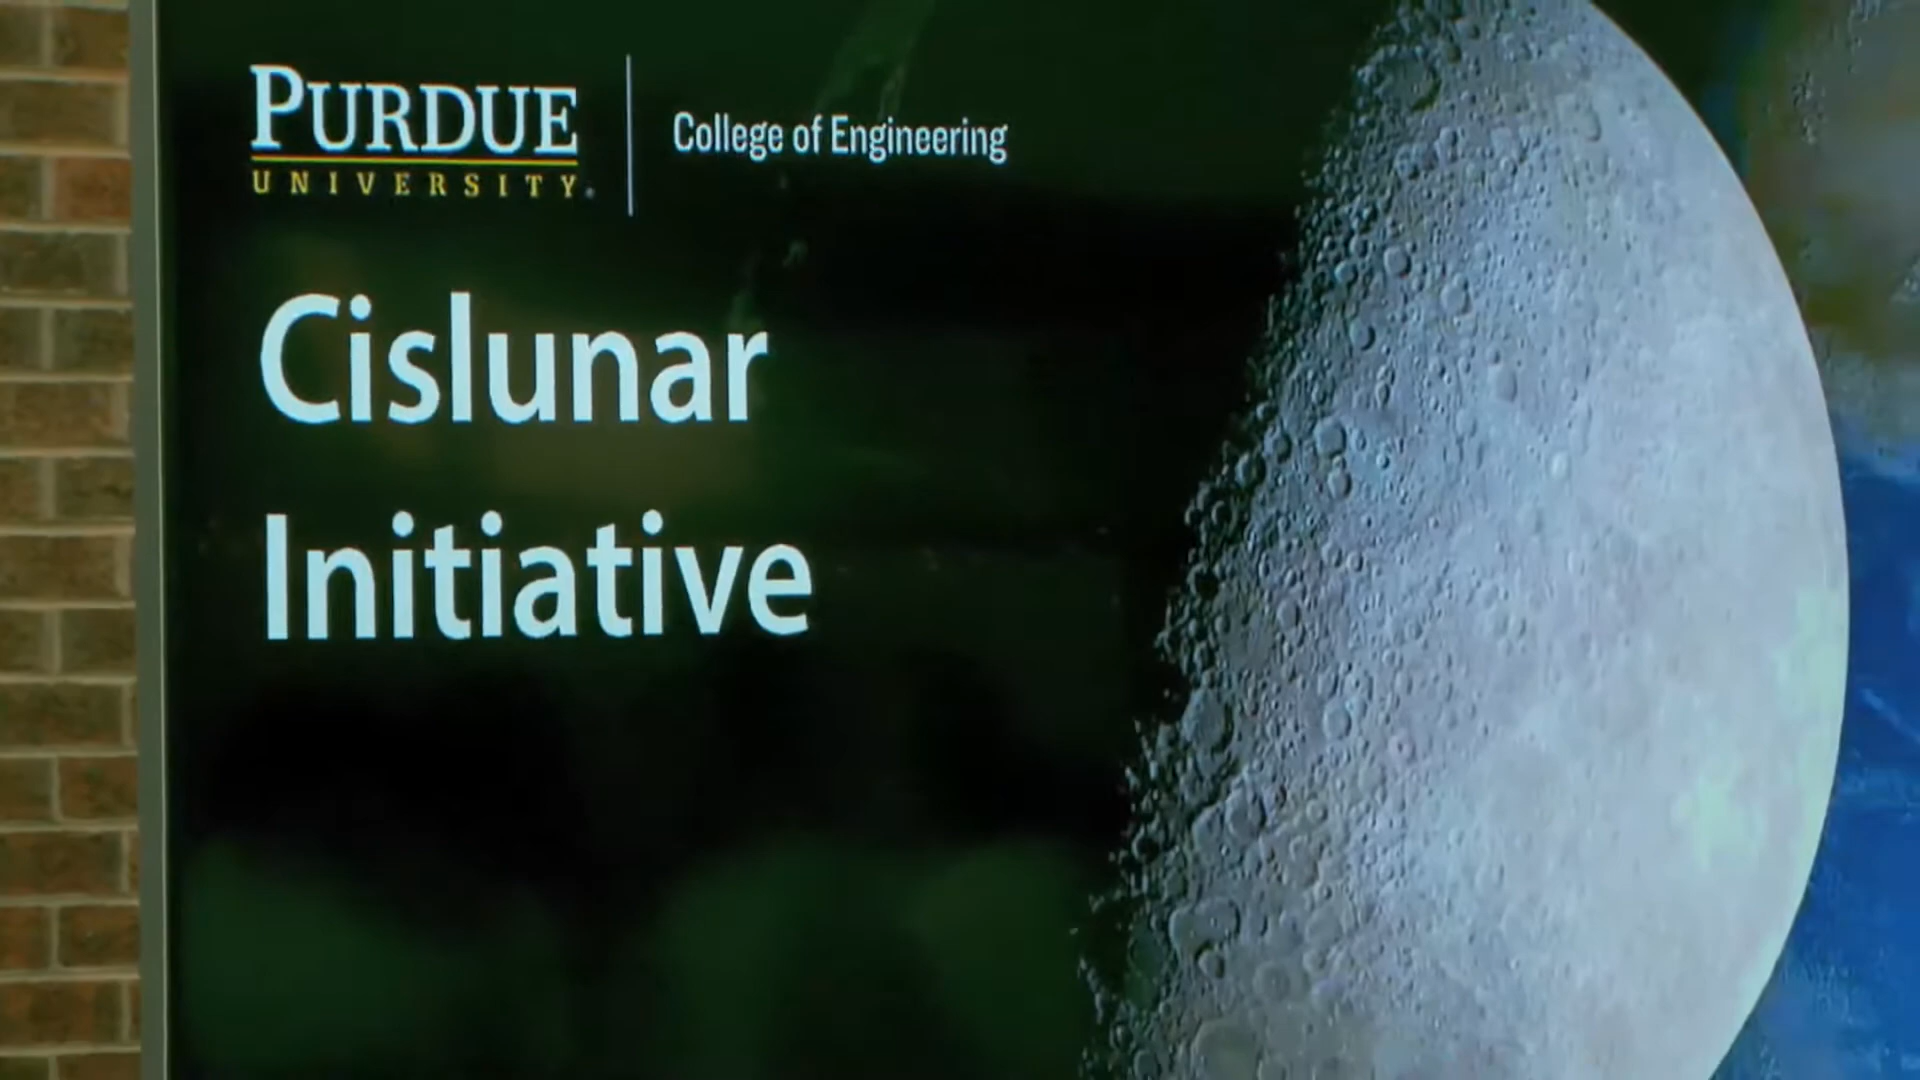 PURDUE
UNIVERSITY®
College of Engineering
Cislunar
Initiative